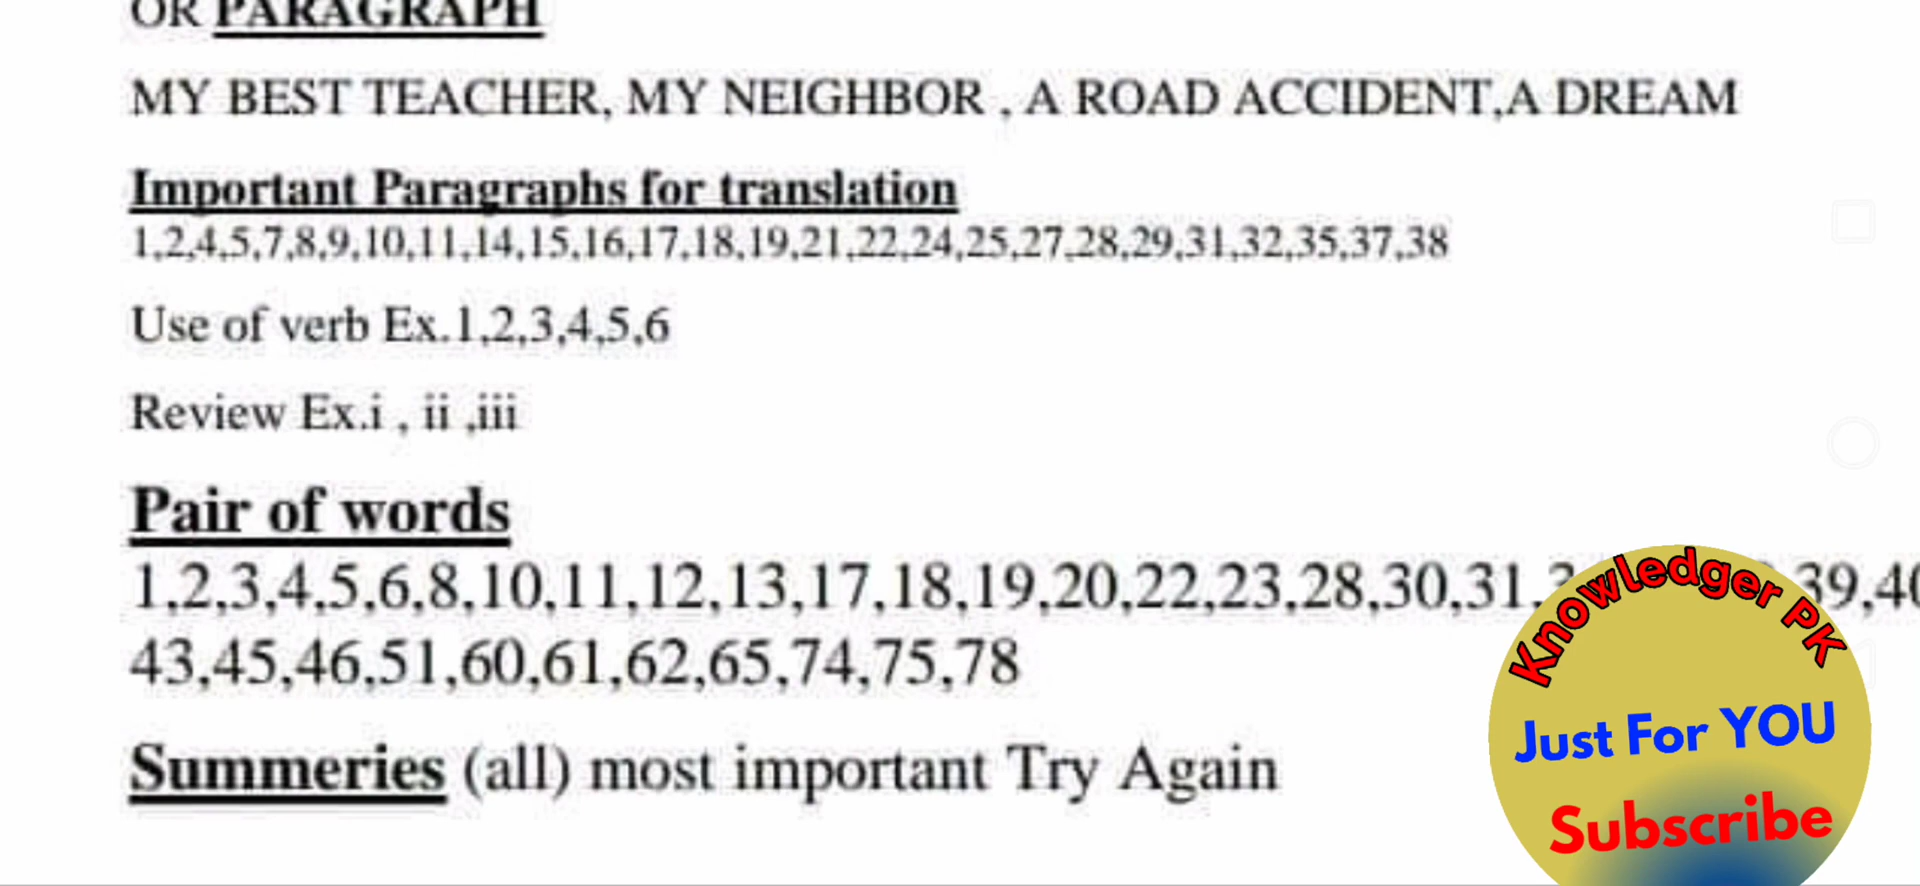 OR PARAGRAPH
MY BEST TEACHER, MY NEIGHBOR , A ROAD ACCIDENT,A DREAM
Important Paragraphs for translation
1,2,4,5,7,8,9,10,11,14,15,16,17,18,19,21,22,24,25,27,28,29,31,32,35,37,38
Use of verb Ex.1,2,3,4,5,6
Review Ex.i , ii ,iii
Pair of words
1,2,3,4,5,6,8,10,11,12,13,17,18,19,20,22,23,28,30,31, 39,40
43,45,46,51,60,61,62,65,74,75,78
Summeries (all) most important Try Again
Knowledger PK
Just For YOU
Subscribe